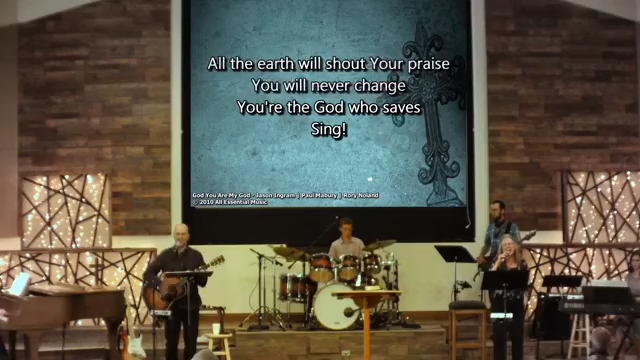 All the earth will shout Your praise
You will never change
You're the God who saves
Sing!
God You Are My God - Jason Ingram | Paul Mabury | Rory Noland
© 2010 All Essential Music